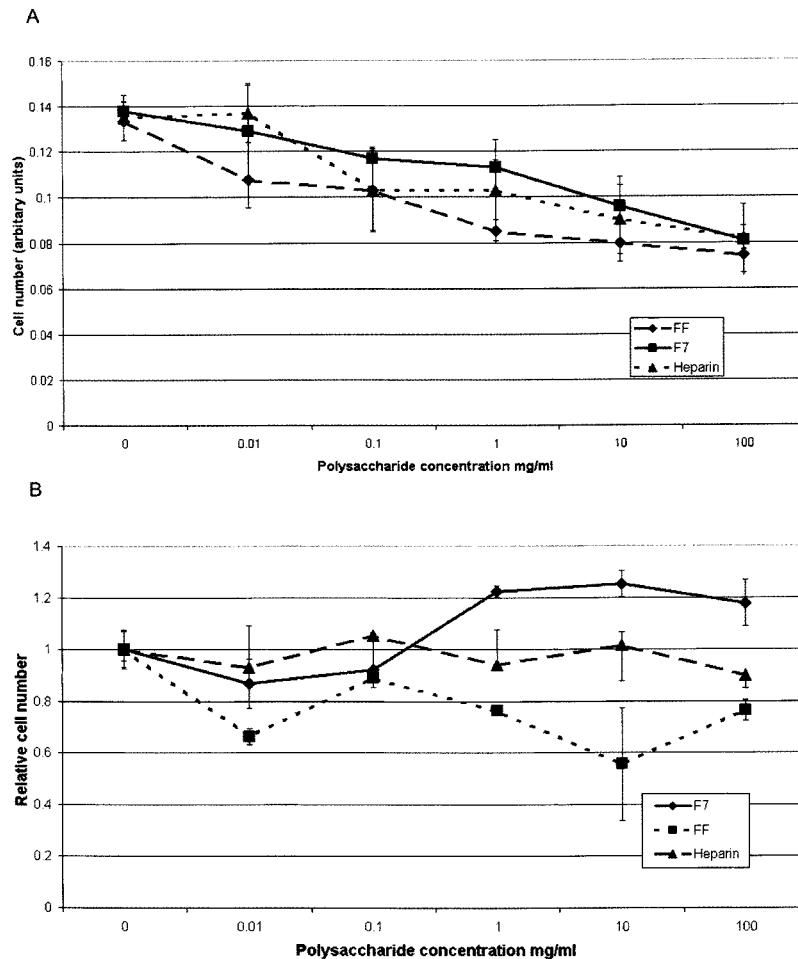 A
0.16
0.14
0.12
0.1
0.08
0.06
0.04
0.02
0
Cell number (arbitary units)
FF
F7
Heparin
0 0.01 0.1 1 10 100
Polysaccharide concentration mg/ml
B
1.4
1.2
1
0.8
0.6
0.4
0.2
0
Relative cell number
F7
FF
Heparin
0 0.01 0.1 1 10 100
Polysaccharide concentration mg/ml